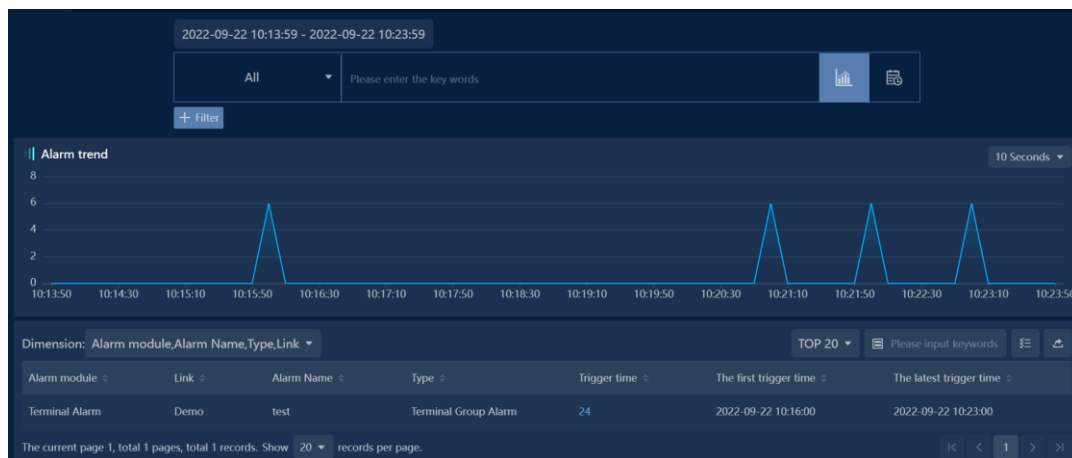 2022-09-22 10:13:59 - 2022-09-22 10:23:59
All Please enter the key words
+ Filter
Alarm trend 10 Seconds
8
6
4
2
0
10:13:50 10:14:30 10:15:10 10:15:50 10:16:30 10:17:10 10:17:50 10:18:30 10:19:10 10:19:50 10:20:30 10:21:10 10:21:50 10:22:30 10:23:10 10:23:50
Dimension: Alarm module,Alarm Name,Type,Link TOP 20 Please input keywords
Alarm module Link Alarm Name Type Trigger time The first trigger time The latest trigger time
Terminal Alarm Demo test Terminal Group Alarm 24 2022-09-22 10:16:00 2022-09-22 10:23:00
The current page 1, total 1 pages, total 1 records. Show 20 records per page. 1